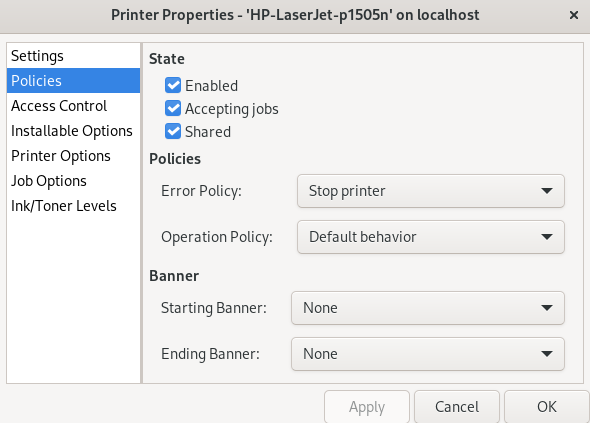 Printer Properties - 'HP-LaserJet-p1505n' on localhost
Settings
Policies
Access Control
Installable Options
Printer Options
Job Options
Ink/Toner Levels
State
Enabled
Accepting jobs
Shared
Policies
Error Policy: Stop printer
Operation Policy: Default behavior
Banner
Starting Banner: None
Ending Banner: None
Apply Cancel OK